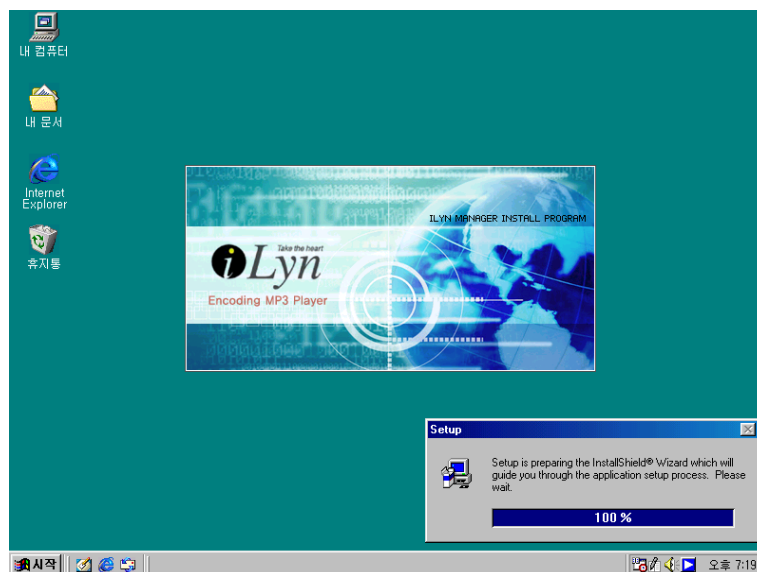 내 컴퓨터
내 문서
Internet
Explorer
휴지통
ILYN MANAGER INSTALL PROGRAM
Take the heart
iLyn
Encoding MP3 Player
Setup
Setup is preparing the InstallShield® Wizard which will
guide you through the application setup process. Please
wait.
100 %
시작
오후 7:19